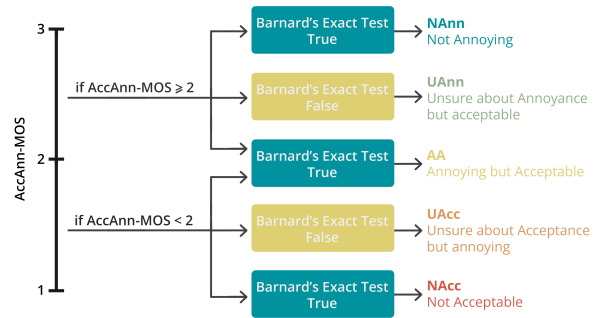 AccAnn-MOS
3
2
1
if AccAnn-MOS ⩾ 2
if AccAnn-MOS < 2
Barnard's Exact Test
True
NAnn
Not Annoying
Barnard's Exact Test
False
UAnn
Unsure about Annoyance
but acceptable
Barnard's Exact Test
True
AA
Annoying but Acceptable
Barnard's Exact Test
False
UAcc
Unsure about Acceptance
but annoying
Barnard's Exact Test
True
NAcc
Not Acceptable